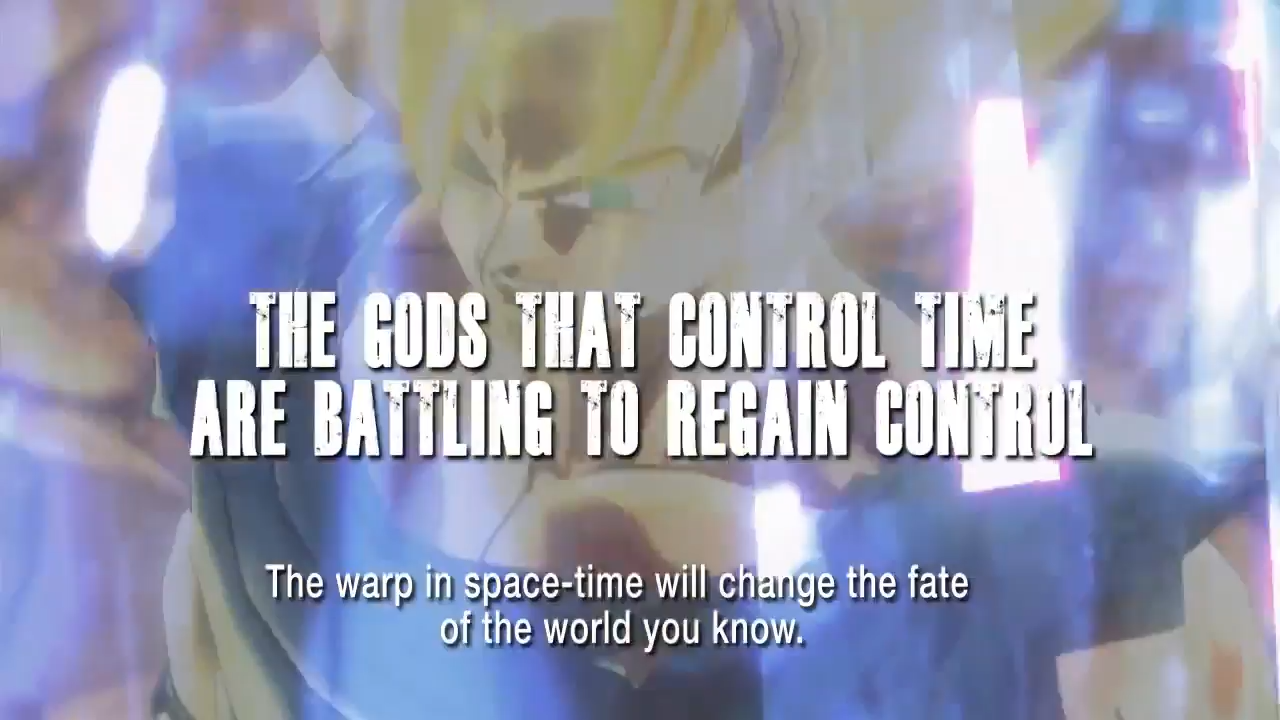 THE GODS THAT CONTROL TIME
ARE BATTLING TO REGAIN CONTROL
The warp in space-time will change the fate
of the world you know.